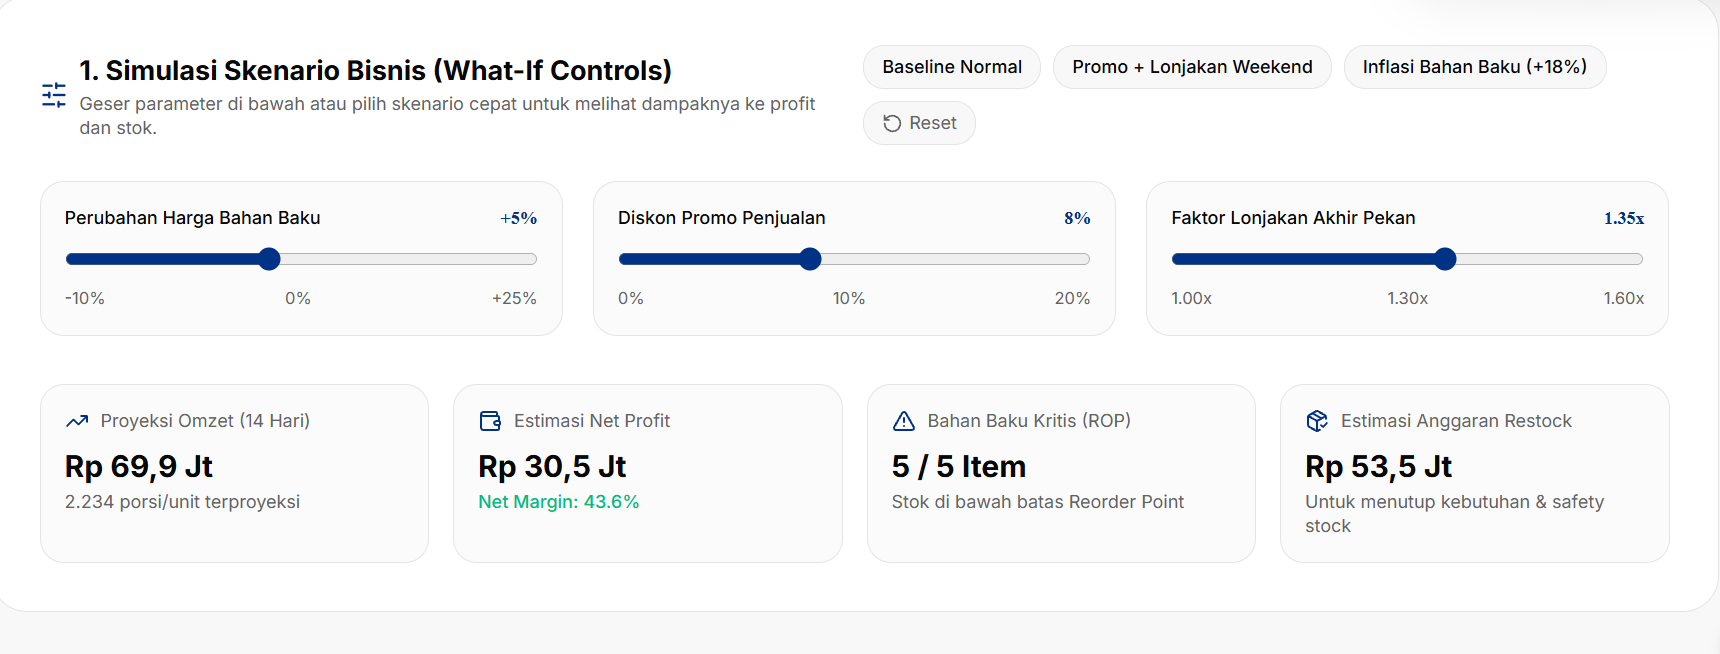 1. Simulasi Skenario Bisnis (What-If Controls)
Geser parameter di bawah atau pilih skenario cepat untuk melihat dampaknya ke profit
dan stok.
Baseline Normal
Promo + Lonjakan Weekend
Inflasi Bahan Baku (+18%)
Reset
Perubahan Harga Bahan Baku
+5%
-10%
0%
+25%
Diskon Promo Penjualan
8%
0%
10%
20%
Faktor Lonjakan Akhir Pekan
1.35x
1.00x
1.30x
1.60x
Proyeksi Omzet (14 Hari)
Rp 69,9 Jt
2.234 porsi/unit terproyeksi
Estimasi Net Profit
Rp 30,5 Jt
Net Margin: 43.6%
Bahan Baku Kritis (ROP)
5 / 5 Item
Stok di bawah batas Reorder Point
Estimasi Anggaran Restock
Rp 53,5 Jt
Untuk menutup kebutuhan & safety
stock